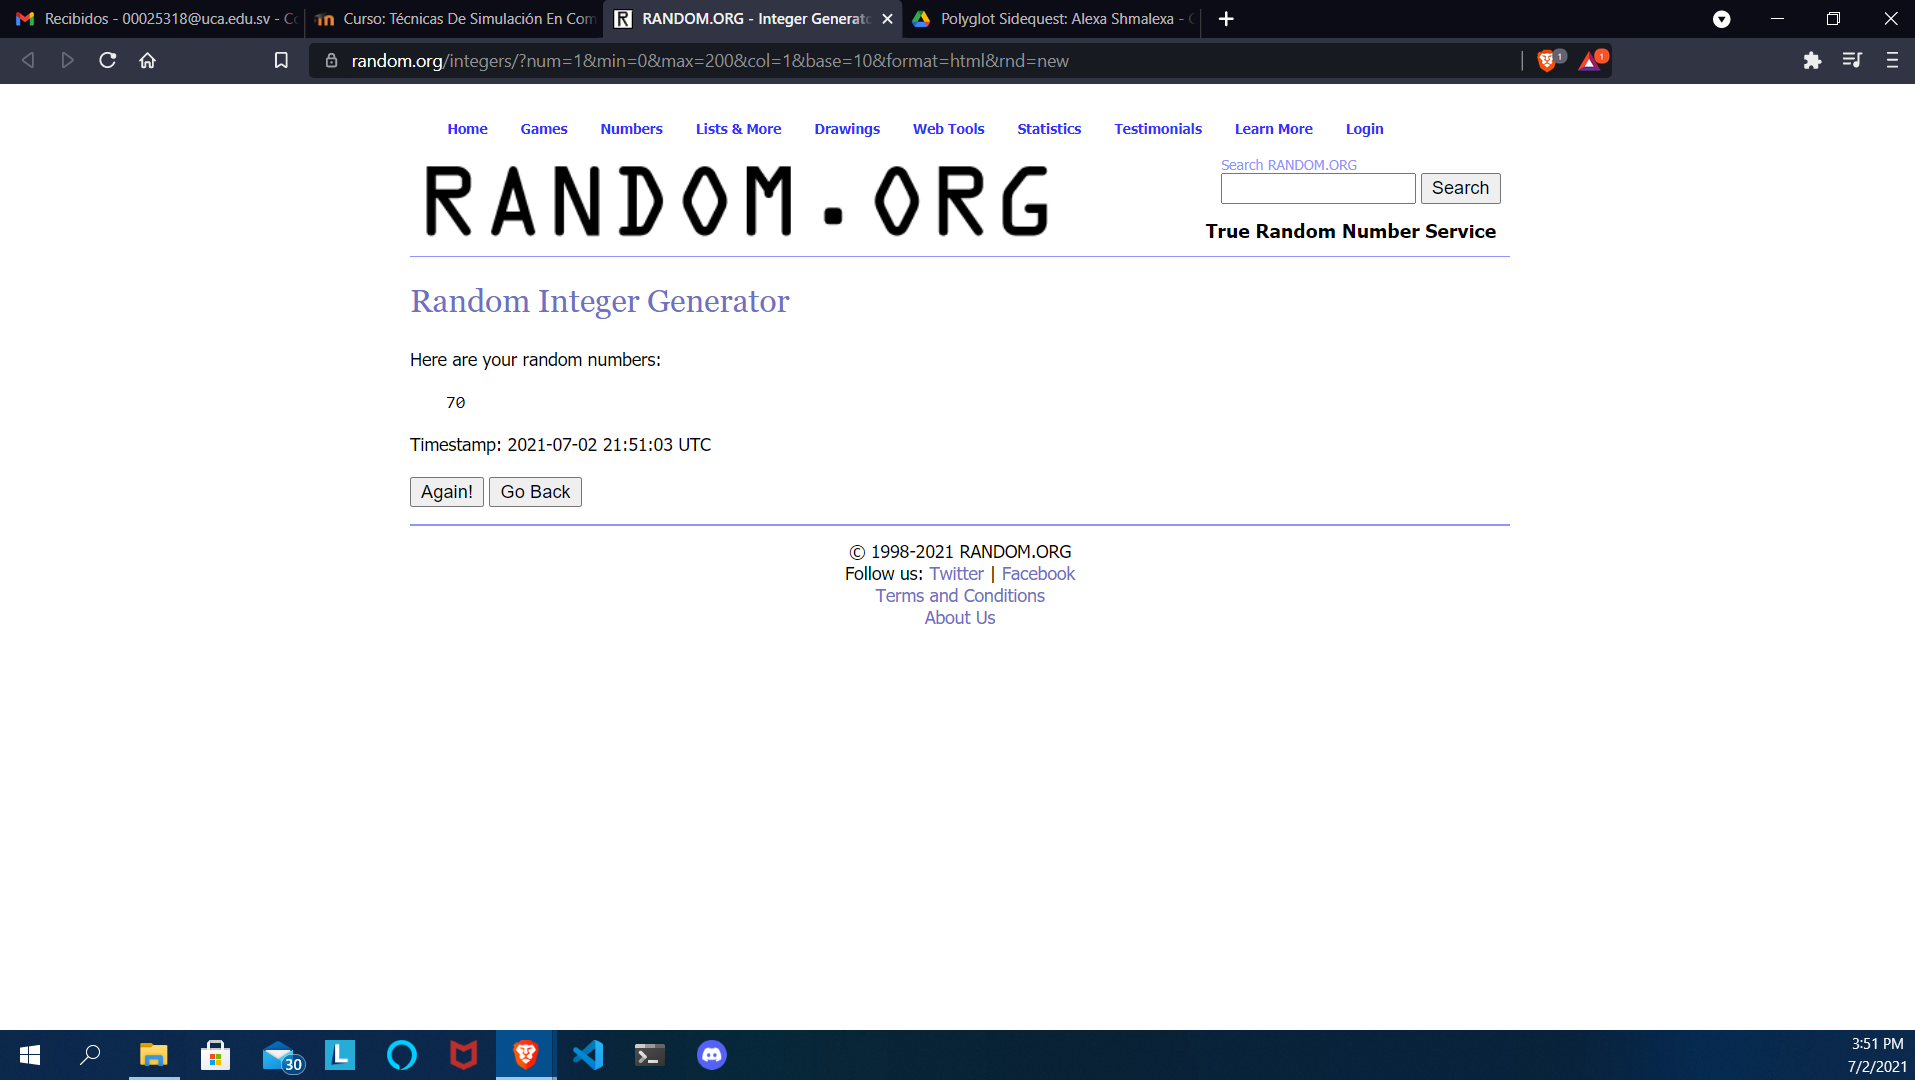 Recibidos - 00025318@uca.edu.sv - Co
Curso: Técnicas De Simulación En Com
RANDOM.ORG - Integer Generato
Polyglot Sidequest: Alexa Shmalexa -
random.org/integers/?num=1&min=0&max=200&col=1&base=10&format=html&rnd=new
1
1
Home Games Numbers Lists & More Drawings Web Tools Statistics Testimonials Learn More Login
RANDOM.ORG
Search RANDOM.ORG
Search
True Random Number Service
Random Integer Generator
Here are your random numbers:
70
Timestamp: 2021-07-02 21:51:03 UTC
Again! Go Back
© 1998-2021 RANDOM.ORG
Follow us: Twitter | Facebook
Terms and Conditions
About Us
30
L
3:51 PM
7/2/2021